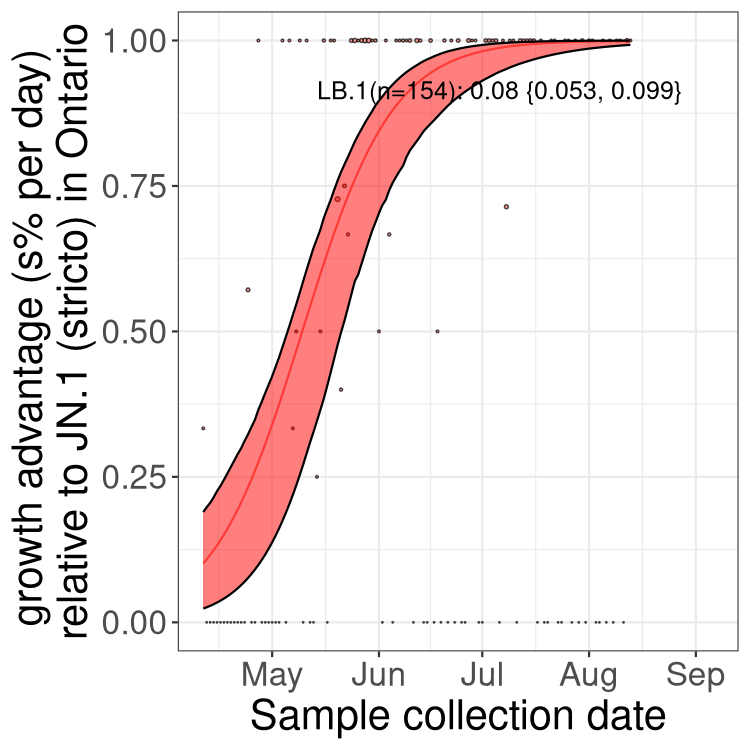 growth advantage (s% per day)
relative to JN.1 (stricto) in Ontario
1.00
0.75
0.50
0.25
0.00
LB.1(n=154): 0.08 {0.053, 0.099}
May Jun Jul Aug Sep
Sample collection date